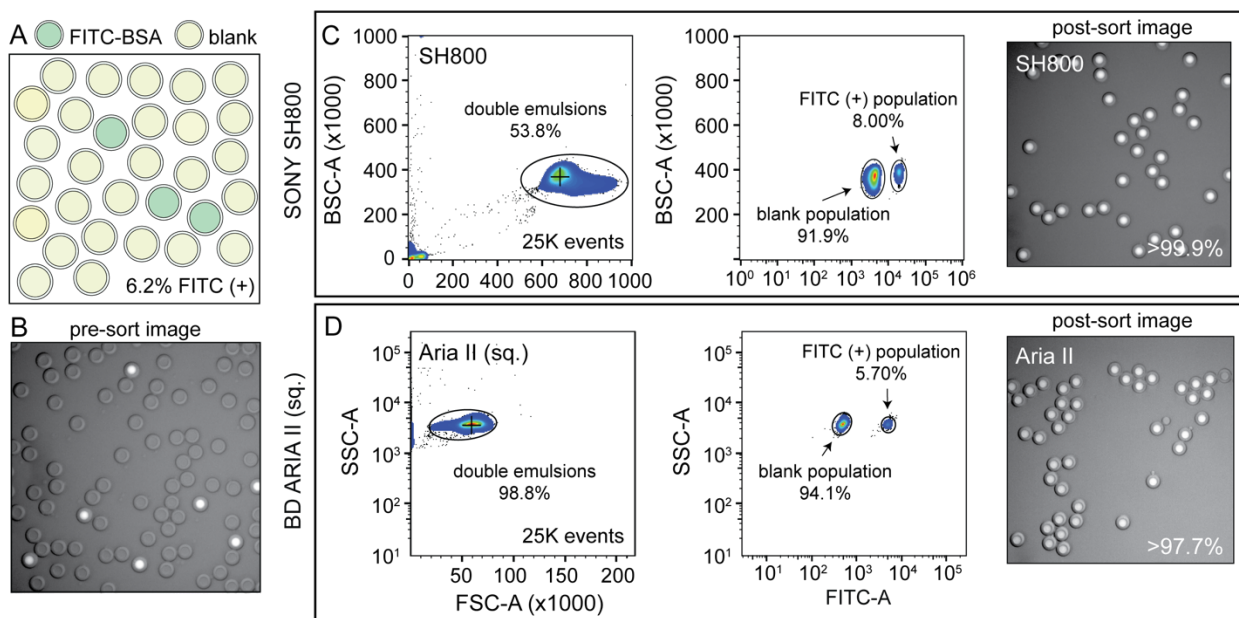 A FITC-BSA blank
6.2% FITC (+)
B pre-sort image
SONY SH800
C
SH800
double emulsions
53.8%
25K events
BSC-A (x1000)
1000
800
600
400
200
0
0 200 400 600 800 1000
FITC (+) population
8.00%
blank population
91.9%
BSC-A (x1000)
1000
800
600
400
200
10⁰ 10¹ 10² 10³ 10⁴ 10⁵ 10⁶
post-sort image
SH800
>99.9%
BD ARIA II (sq.)
D
Aria II (sq.)
double emulsions
98.8%
25K events
SSC-A
10⁵
10⁴
10³
10²
10¹
50 100 200
FSC-A (x1000)
FITC (+) population
5.70%
blank population
94.1%
SSC-A
10⁵
10⁴
10³
10²
10¹
10¹ 10² 10³ 10⁴ 10⁵
FITC-A
post-sort image
Aria II
>97.7%